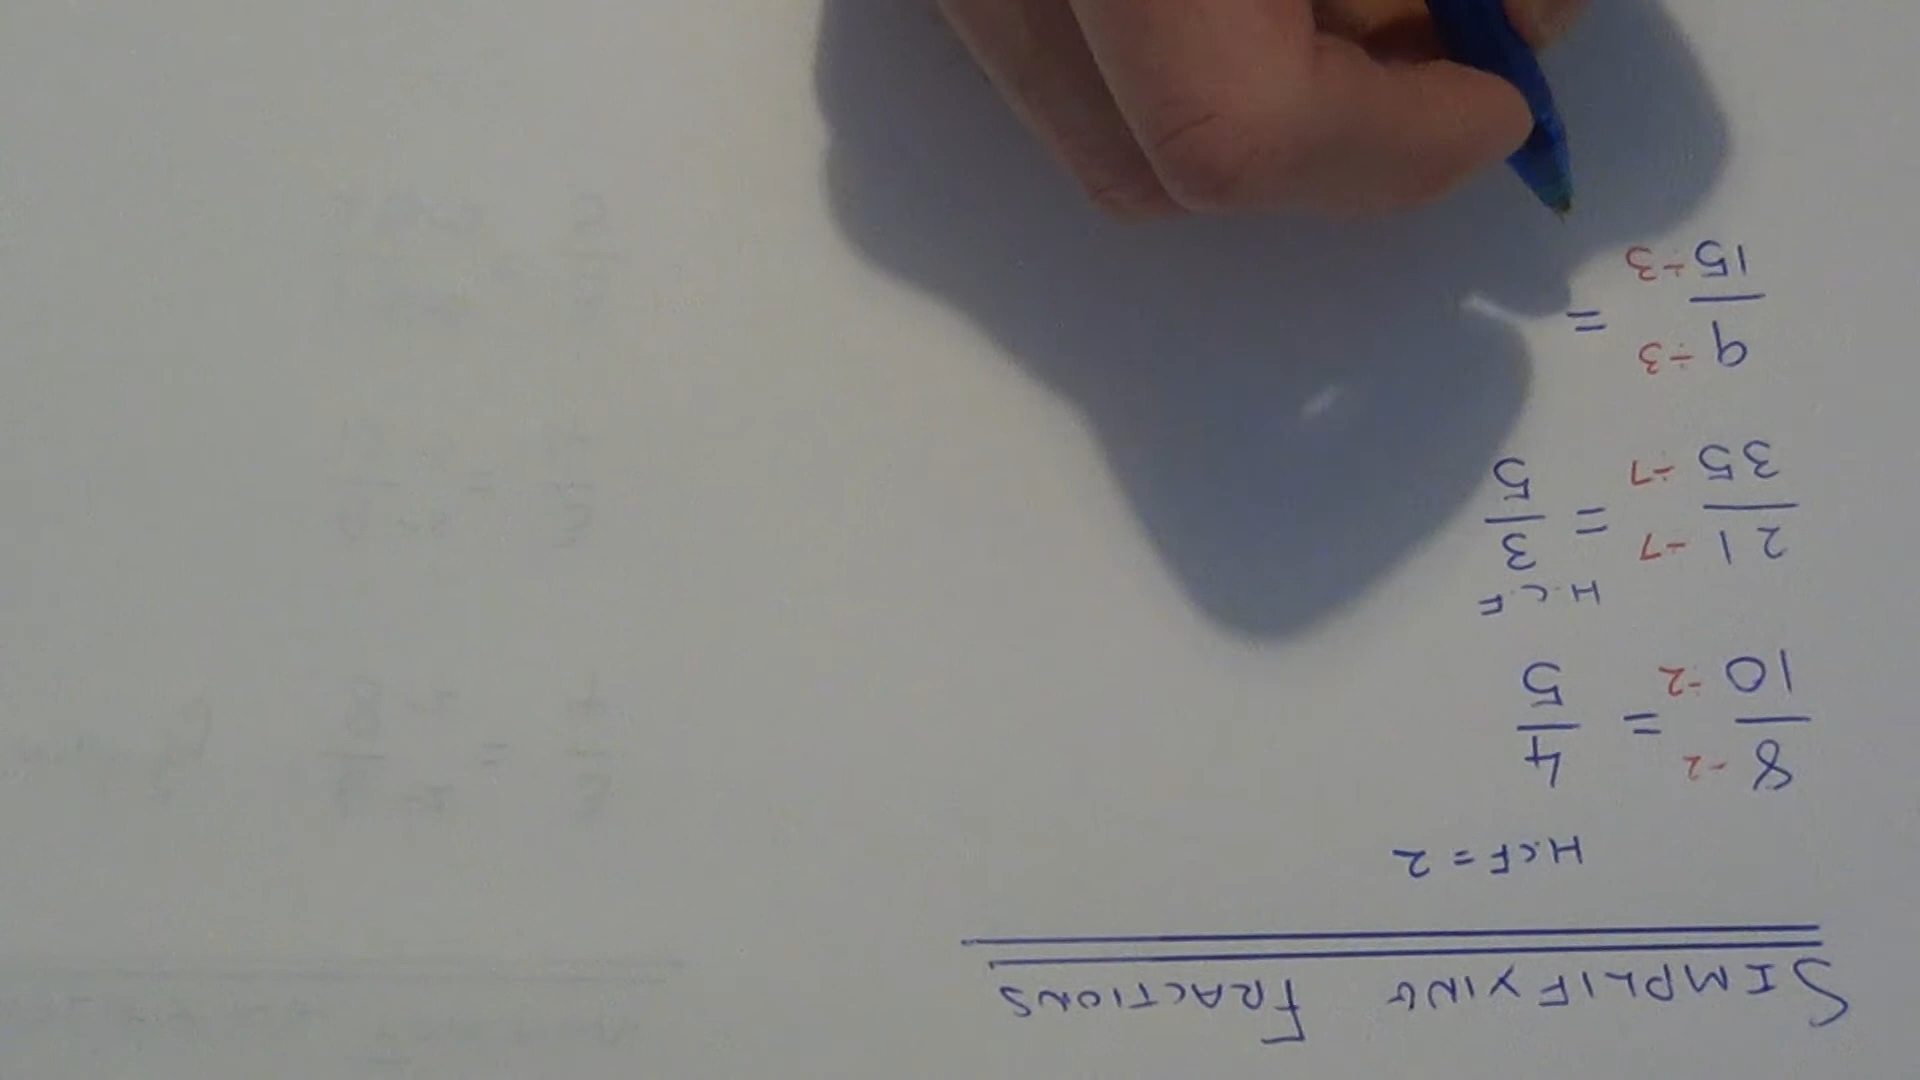 SIMPLIFYING FRACTIONS
H.C.F = 2
8 ÷2 / 10 ÷2 = 4/5
H.C.F
21 ÷7 / 35 ÷7 = 3/5
9 ÷3 / 15 ÷3 =